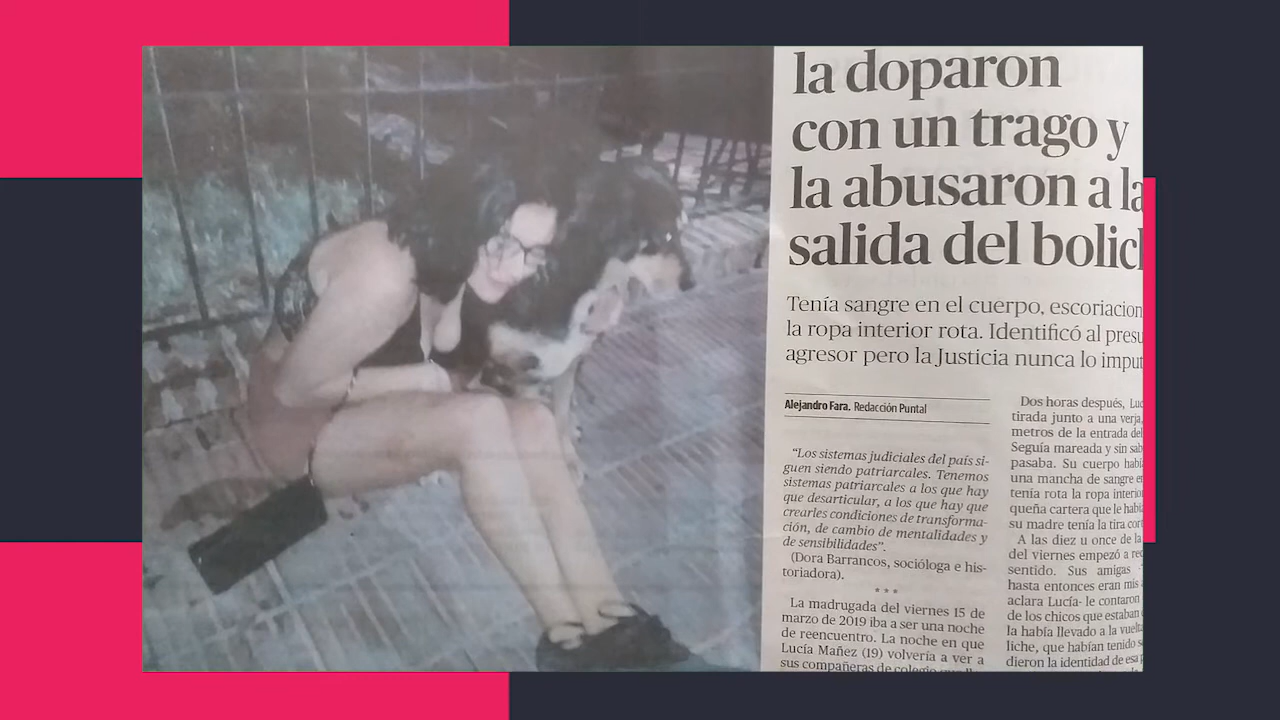 la doparon
con un trago y
la abusaron a la
salida del bolich
Tenía sangre en el cuerpo, escoriacion
la ropa interior rota. Identificó al presu
agresor pero la Justicia nunca lo imput
Alejandro Fara. Redacción Puntal
“Los sistemas judiciales del país si-
guen siendo patriarcales. Tenemos
sistemas patriarcales a los que hay
que desarticular, a los que hay que
crearles condiciones de transforma-
ción, de cambio de mentalidades y
de sensibilidades”.
(Dora Barrancos, socióloga e his-
toriadora).
* * *
La madrugada del viernes 15 de
marzo de 2019 iba a ser una noche
de reencuentro. La noche en que
Lucía Mañez (19) volvería a ver a
sus compañeras de colegio
Dos horas después, Luc
tirada junto a una verja,
metros de la entrada del
Seguía mareada y sin sab
pasaba. Su cuerpo habí
una mancha de sangre e
tenía rota la ropa interio
queña cartera que le habí
su madre tenía la tira cor
A las diez u once de la
del viernes empezó a rec
sentido. Sus amigas
hasta entonces eran mis
aclara Lucía- le contaron
de los chicos que estaban
la había llevado a la vuelt
liche, que habían tenido s
dieron la identidad de esa p